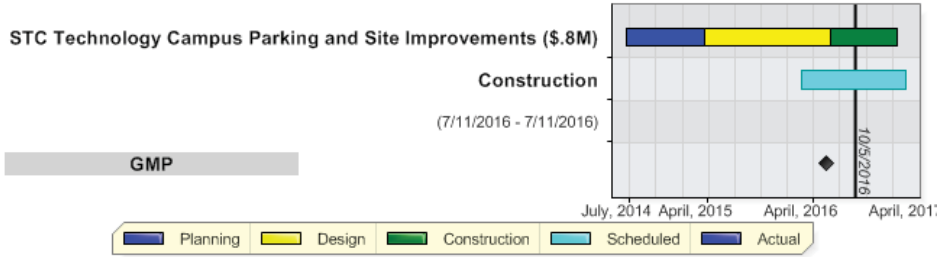 STC Technology Campus Parking and Site Improvements ($.8M)
Construction
(7/11/2016 - 7/11/2016)
GMP
10/5/2016
July, 2014 April, 2015 April, 2016 April, 2017
Planning Design Construction Scheduled Actual